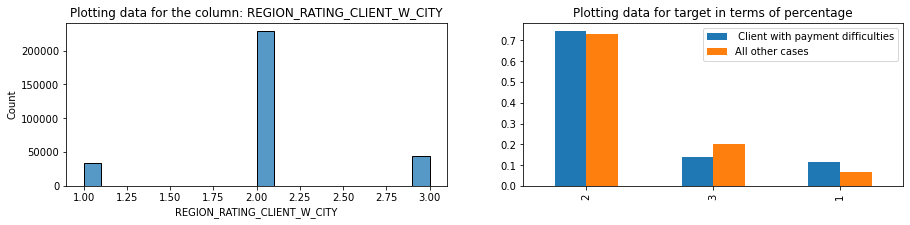 Plotting data for the column: REGION_RATING_CLIENT_W_CITY
200000
150000
100000
50000
0
Count
1.00 1.25 1.50 1.75 2.00 2.25 2.50 2.75 3.00
REGION_RATING_CLIENT_W_CITY
Plotting data for target in terms of percentage
0.7
0.6
0.5
0.4
0.3
0.2
0.1
0.0
Client with payment difficulties
All other cases
2 3 1